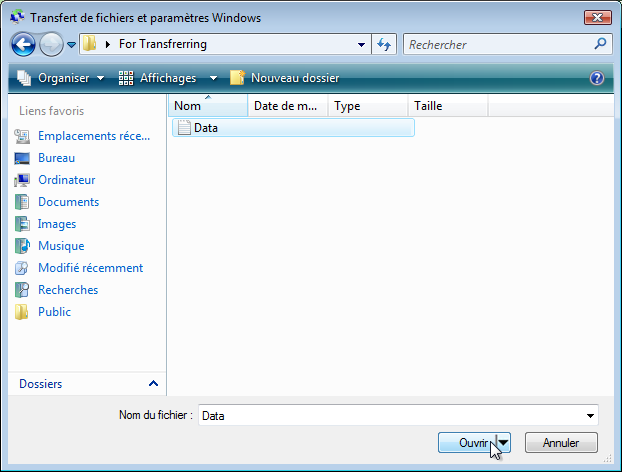 Transfert de fichiers et paramètres Windows
For Transfrerring
Rechercher
Organiser Affichages Nouveau dossier
Liens favoris
Nom Date de m... Type Taille
Data
Emplacements réce...
Bureau
Ordinateur
Documents
Images
Musique
Modifié récemment
Recherches
Public
Dossiers
Nom du fichier : Data
Ouvrir Annuler